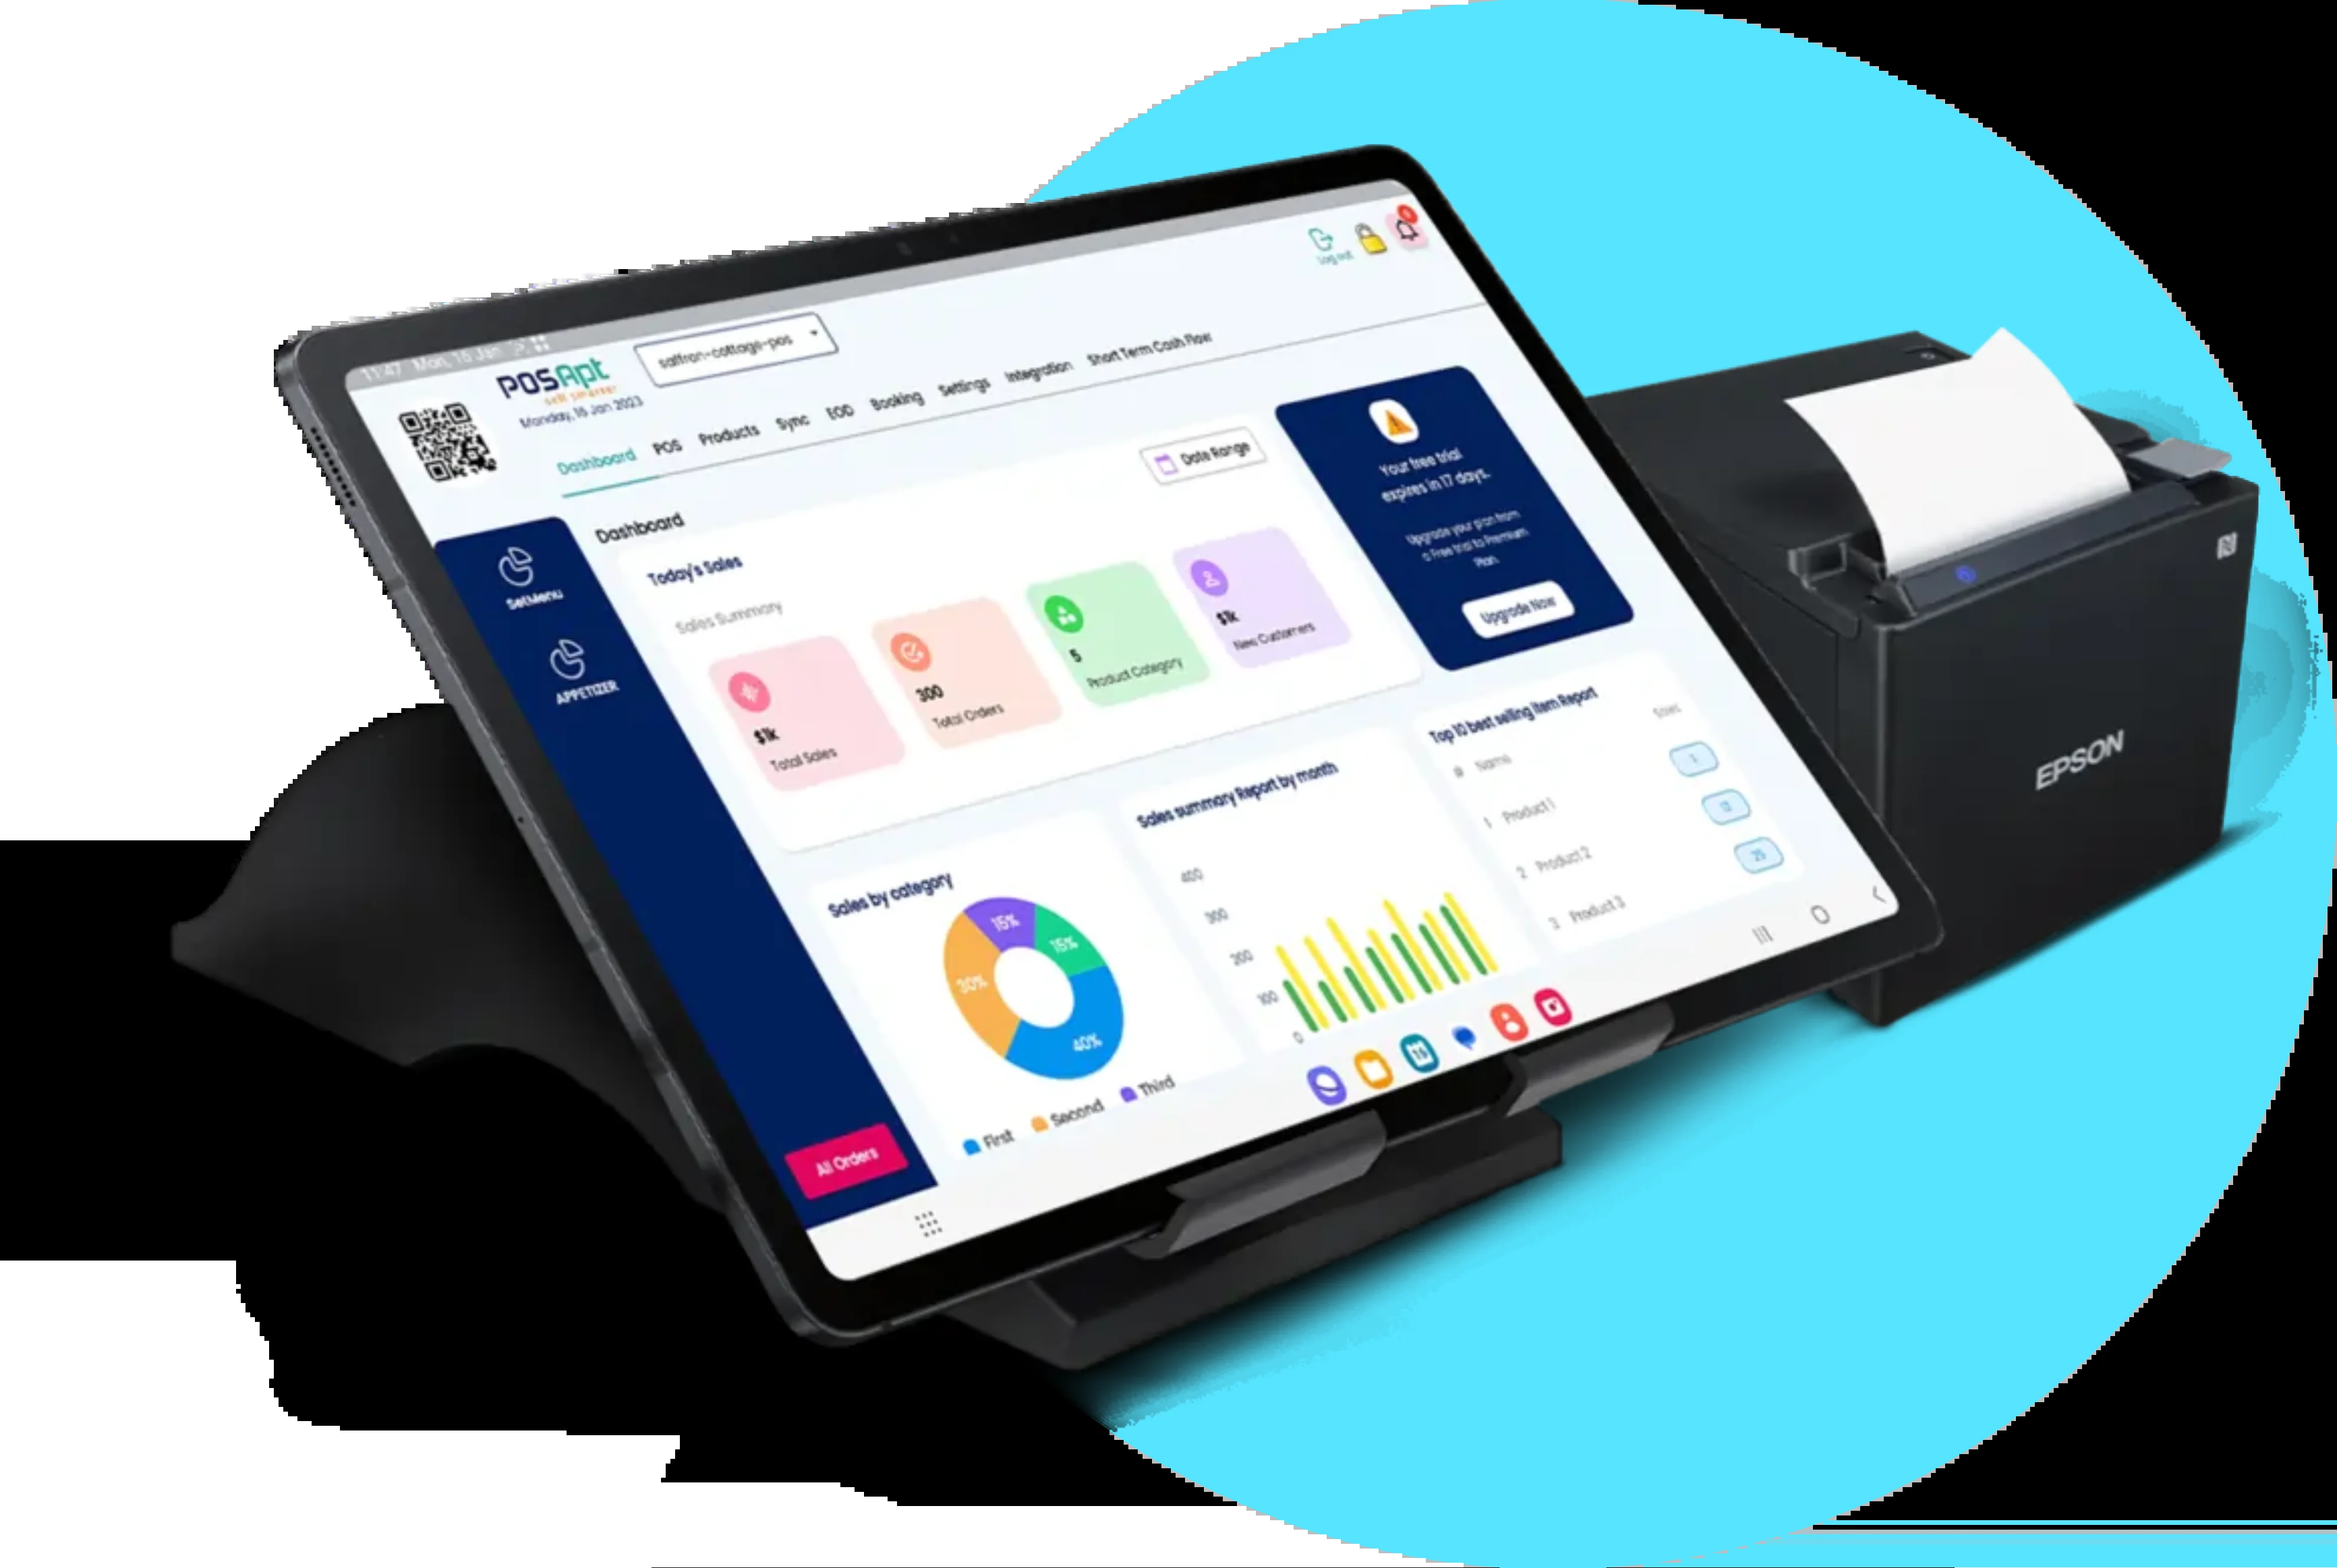 11:47 Mon, 16 Jan
POSApt
sell smarter
Monday, 16 Jan 2023
saffron-cottage-pos
Log out
Dashboard POS Products Sync EOD Booking Settings Integration Short Term Cash Flow
SetMenu
APPETIZER
All Orders
Dashboard
Date Range
Today's Sales
Sales Summary
$1k
Total Sales
300
Total Orders
5
Product Category
$1k
New Customers
Your free trial
expires in 17 days.
Upgrade your plan from
a Free trial to Premium
Plan.
Upgrade Now
Sales by category
15%
15%
30%
40%
First Second Third
Sales summary Report by month
400
300
200
100
0
Top 10 best selling item Report
# Name Sales
1 Product 1 1
2 Product 2 12
3 Product 3 25
EPSON